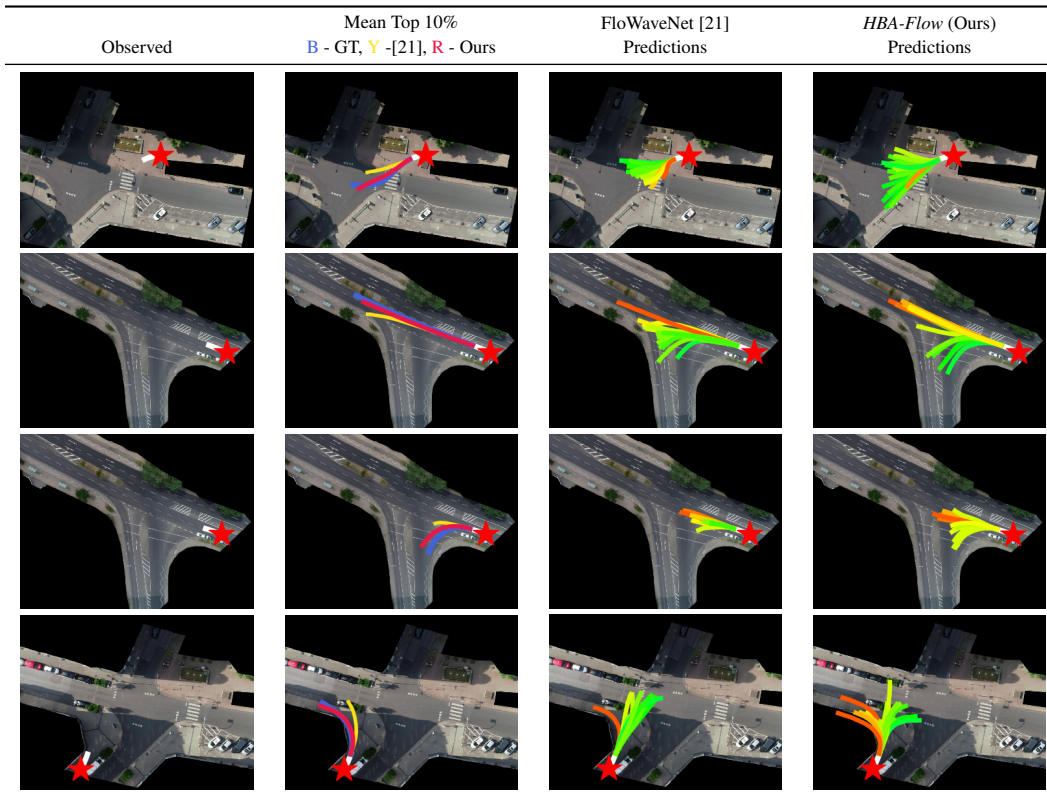 Mean Top 10%
FloWaveNet [21]
HBA-Flow (Ours)
Observed
B - GT, Y -[21], R - Ours
Predictions
Predictions